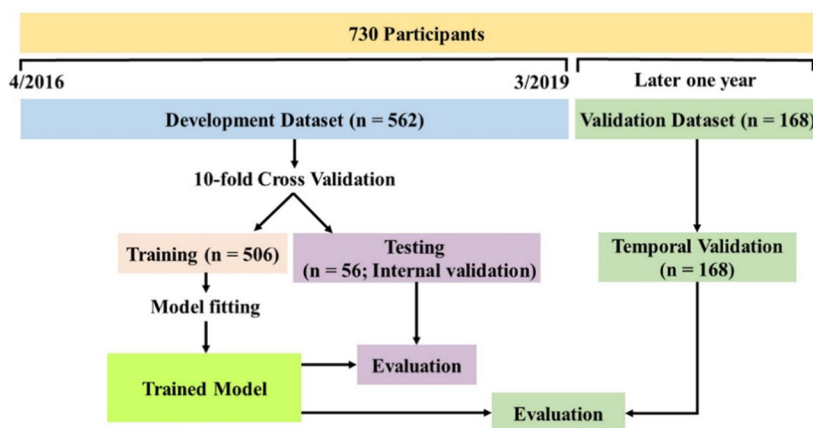 730 Participants
4/2016
3/2019
Later one year
Development Dataset (n = 562)
Validation Dataset (n = 168)
10-fold Cross Validation
Training (n = 506)
Testing
(n = 56; Internal validation)
Temporal Validation
(n = 168)
Model fitting
Trained Model
Evaluation
Evaluation